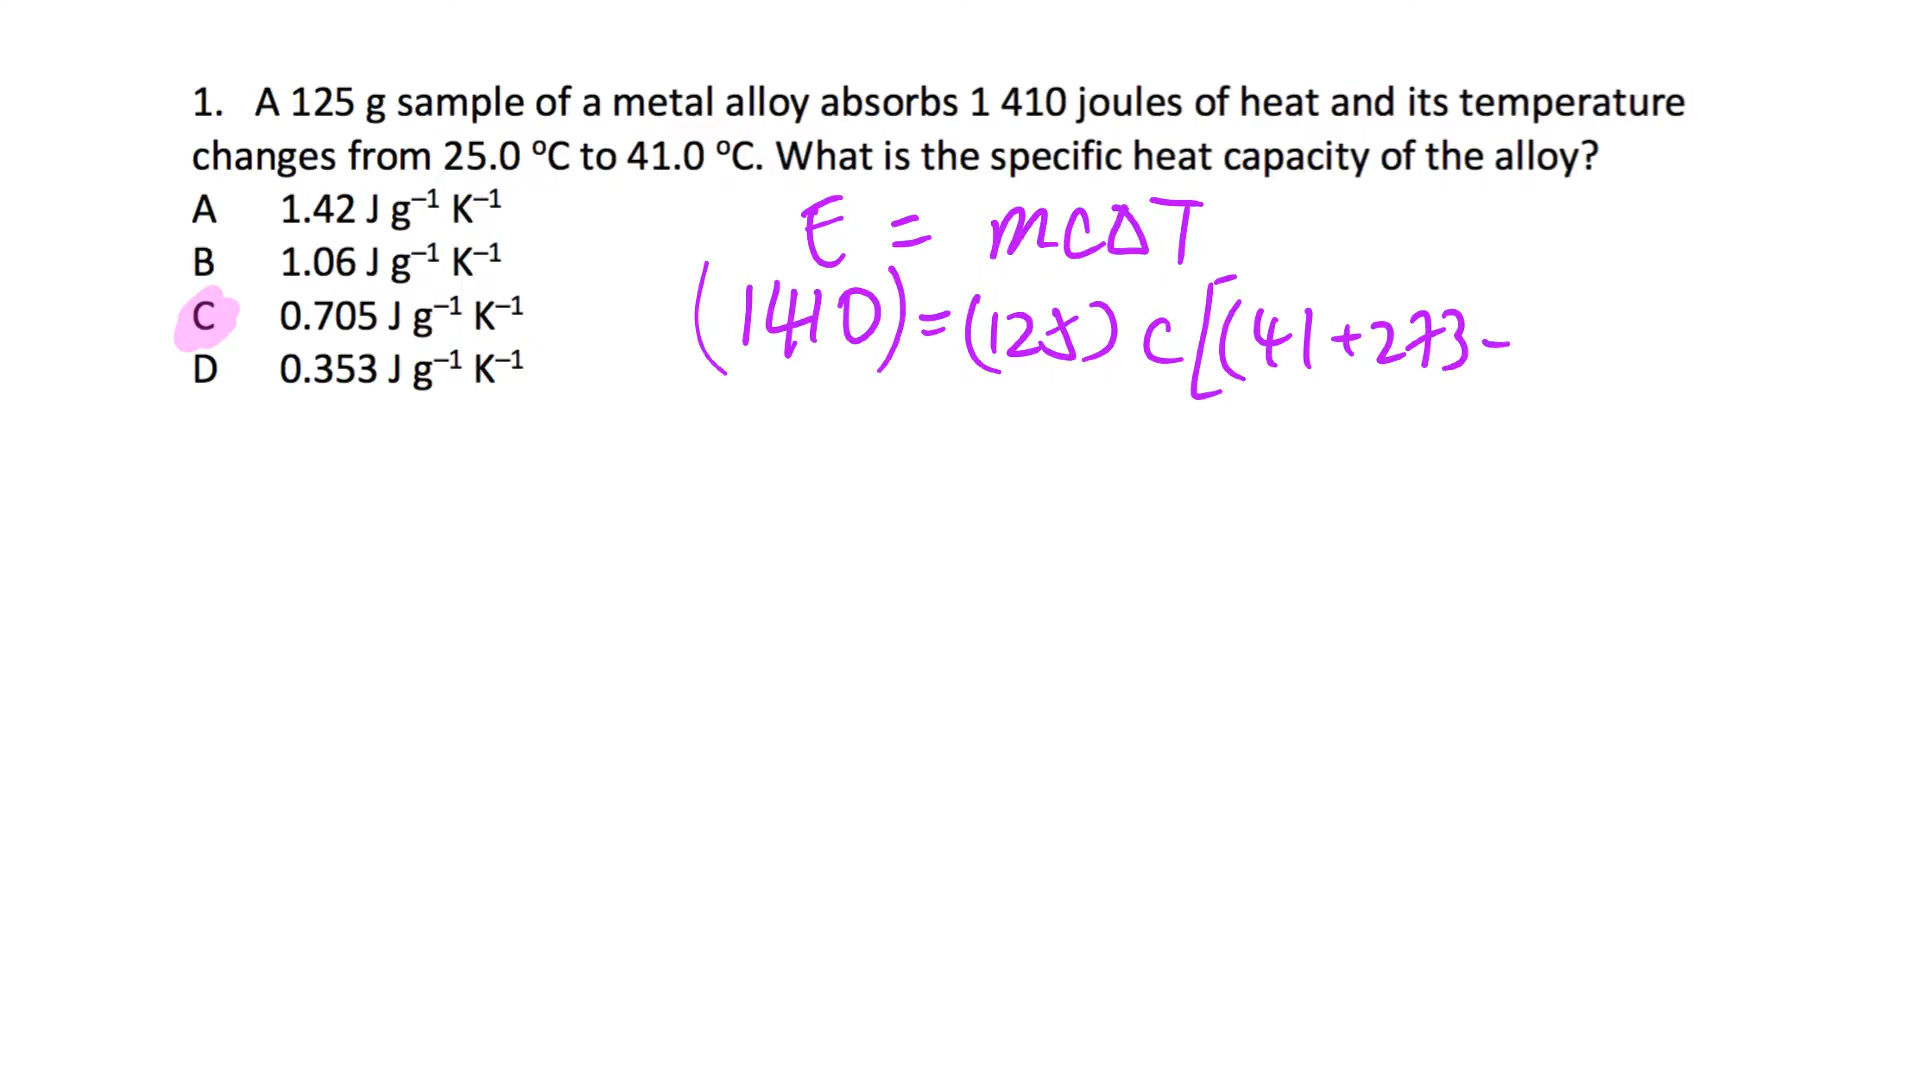 1. A 125 g sample of a metal alloy absorbs 1 410 joules of heat and its temperature
changes from 25.0 ºC to 41.0 ºC. What is the specific heat capacity of the alloy?
A 1.42 J g⁻¹ K⁻¹
B 1.06 J g⁻¹ K⁻¹
C 0.705 J g⁻¹ K⁻¹
D 0.353 J g⁻¹ K⁻¹
E = mcΔT
(1410) = (125) c [(41+273-